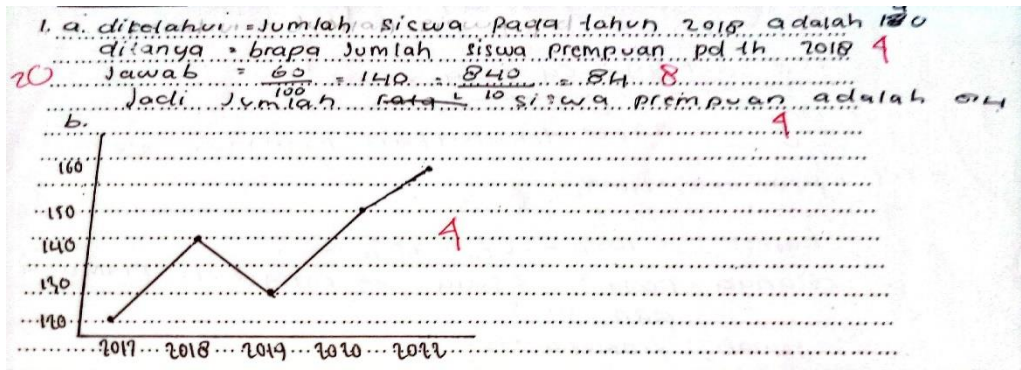 1. a. diketahui = Jumlah siswa pada tahun 2018 adalah 140
ditanya = brapa Jumlah siswa prempuan pd th 2018 4
20 Jawab = 60/100 = 140 = 840/10 = 84 8
Jadi Jumlah siswa prempuan adalah 84
4
b.
160
150
4
140
130
120
2017 2018 2019 2020 2022